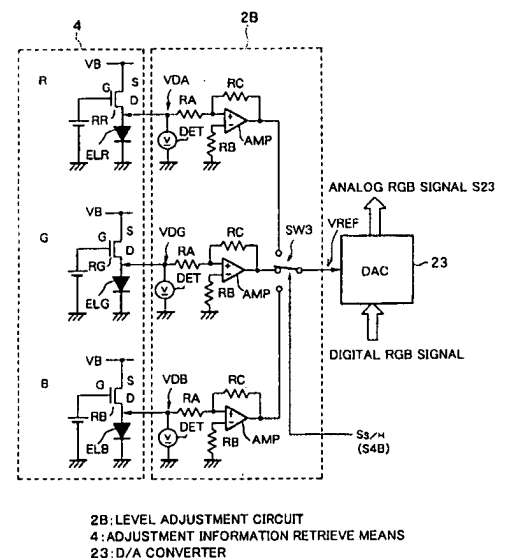 4
2B
R
VB
G
S
D
RR
ELR
VDA
RA
RC
DET
V
RB
AMP
G
VB
G
S
D
RG
ELG
VDG
RA
RC
DET
V
RB
AMP
SW3
VREF
ANALOG RGB SIGNAL S23
DAC
23
DIGITAL RGB SIGNAL
B
VB
G
S
D
RB
ELB
VDB
RA
RC
DET
V
RB
AMP
SS/H
(S4B)
2B:LEVEL ADJUSTMENT CIRCUIT
4:ADJUSTMENT INFORMATION RETRIEVE MEANS
23:D/A CONVERTER